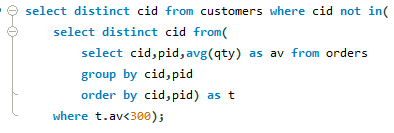 select distinct cid from customers where cid not in(
select distinct cid from(
select cid,pid,avg(qty) as av from orders
group by cid,pid
order by cid,pid) as t
where t.av<300);